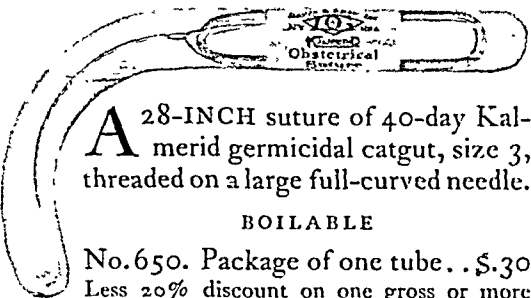 Obstetrical
Suture
A 28-INCH suture of 40-day Kal-
merid germicidal catgut, size 3,
threaded on a large full-curved needle.
BOILABLE
No.650. Package of one tube..$.30
Less 20% discount on one gross or more